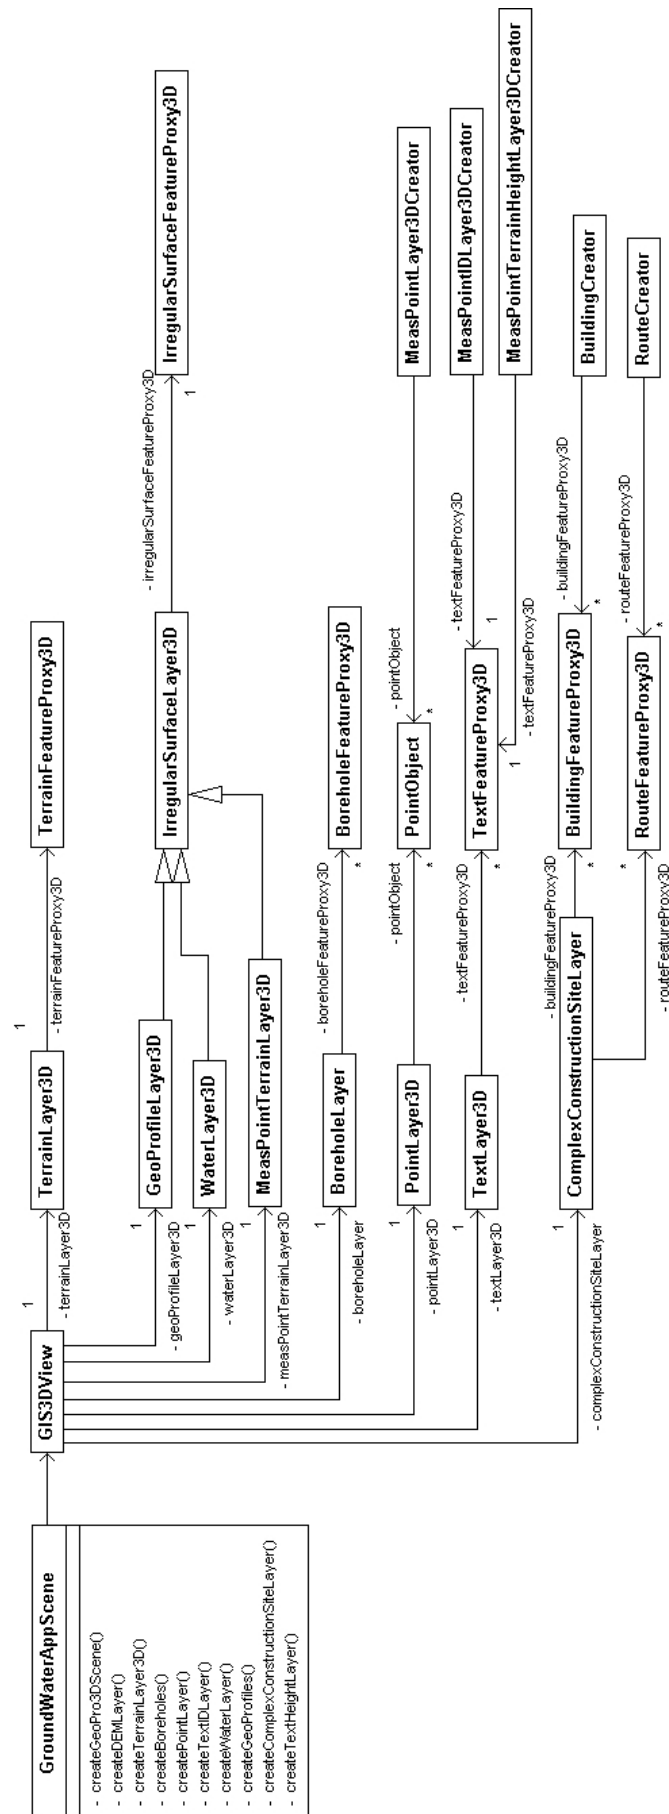 GroundWaterAppScene
- createGeoPro3DScene()
- createDEMLayer()
- createTerrainLayer3D()
- createBoreholes()
- createPointLayer()
- createTextIDLayer()
- createWaterLayer()
- createGeoProfiles()
- createComplexConstructionSiteLayer()
- createTextHeightLayer()
GIS3DView
1
- terrainLayer3D
TerrainLayer3D
1
- terrainFeatureProxy3D
TerrainFeatureProxy3D
1
- geoProfileLayer3D
GeoProfileLayer3D
1
- waterLayer3D
WaterLayer3D
1
- measPointTerrainLayer3D
MeasPointTerrainLayer3D
IrregularSurfaceLayer3D
- irregularSurfaceFeatureProxy3D
1
IrregularSurfaceFeatureProxy3D
1
- boreholeLayer
BoreholeLayer
- boreholeFeatureProxy3D
*
BoreholeFeatureProxy3D
1
- pointLayer3D
PointLayer3D
- pointObject
*
PointObject
- pointObject
*
MeasPointLayer3DCreator
1
- textLayer3D
TextLayer3D
- textFeatureProxy3D
*
TextFeatureProxy3D
- textFeatureProxy3D
1
MeasPointIDLayer3DCreator
1
- textFeatureProxy3D
MeasPointTerrainHeightLayer3DCreator
1
- complexConstructionSiteLayer
ComplexConstructionSiteLayer
- buildingFeatureProxy3D
*
BuildingFeatureProxy3D
- buildingFeatureProxy3D
*
BuildingCreator
*
- routeFeatureProxy3D
RouteFeatureProxy3D
- routeFeatureProxy3D
*
RouteCreator